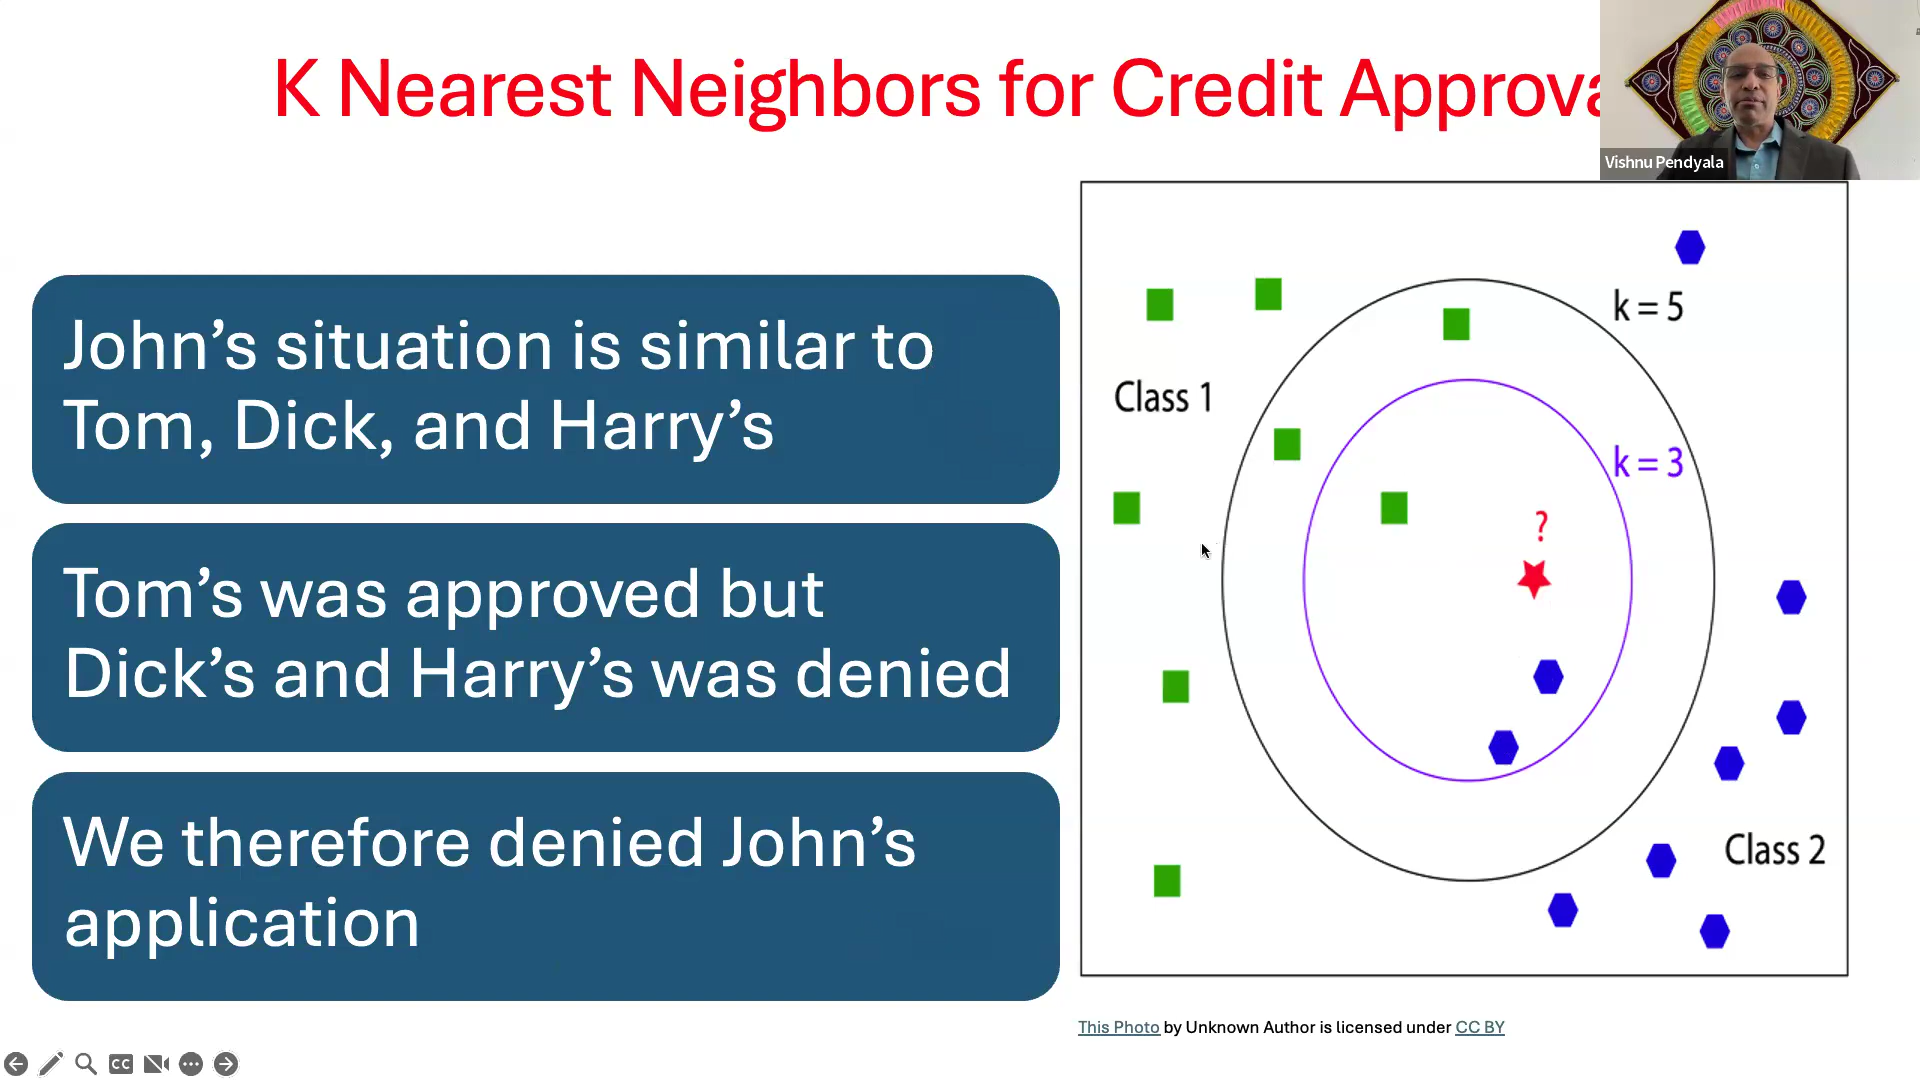 K Nearest Neighbors for Credit Approva
Vishnu Pendyala
John’s situation is similar to
Tom, Dick, and Harry’s
Tom’s was approved but
Dick’s and Harry’s was denied
We therefore denied John’s
application
k = 5
Class 1
k = 3
?
Class 2
This Photo by Unknown Author is licensed under CC BY
CC